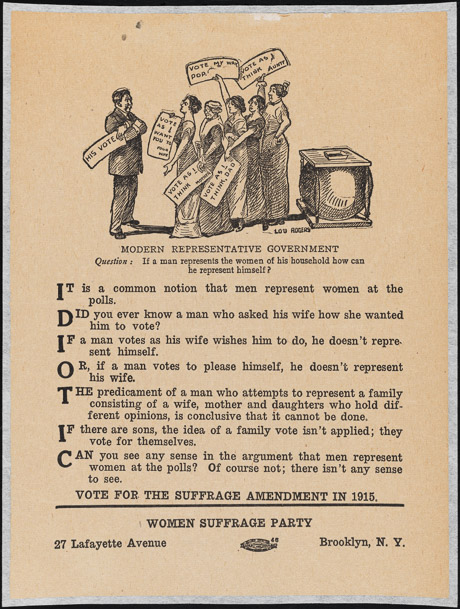 VOTE MY WAY
POP!
VOTE AS I
THINK AUNTY
HIS VOTE
VOTE
AS I
WANT
YOU TO
YOUR
WIFE
VOTE AS I
THINK
VOTE AS I
THINK, DAD
LOU ROGERS
MODERN REPRESENTATIVE GOVERNMENT
Question : If a man represents the women of his household how can
he represent himself?
IT is a common notion that men represent women at the
polls.
DID you ever know a man who asked his wife how she wanted
him to vote?
IF a man votes as his wife wishes him to do, he doesn't repre-
sent himself.
OR, if a man votes to please himself, he doesn't represent
his wife.
THE predicament of a man who attempts to represent a family
consisting of a wife, mother and daughters who hold dif-
ferent opinions, is conclusive that it cannot be done.
IF there are sons, the idea of a family vote isn't applied; they
vote for themselves.
CAN you see any sense in the argument that men represent
women at the polls? Of course not; there isn't any sense
to see.
VOTE FOR THE SUFFRAGE AMENDMENT IN 1915.
WOMEN SUFFRAGE PARTY
27 Lafayette Avenue
48
Brooklyn, N. Y.